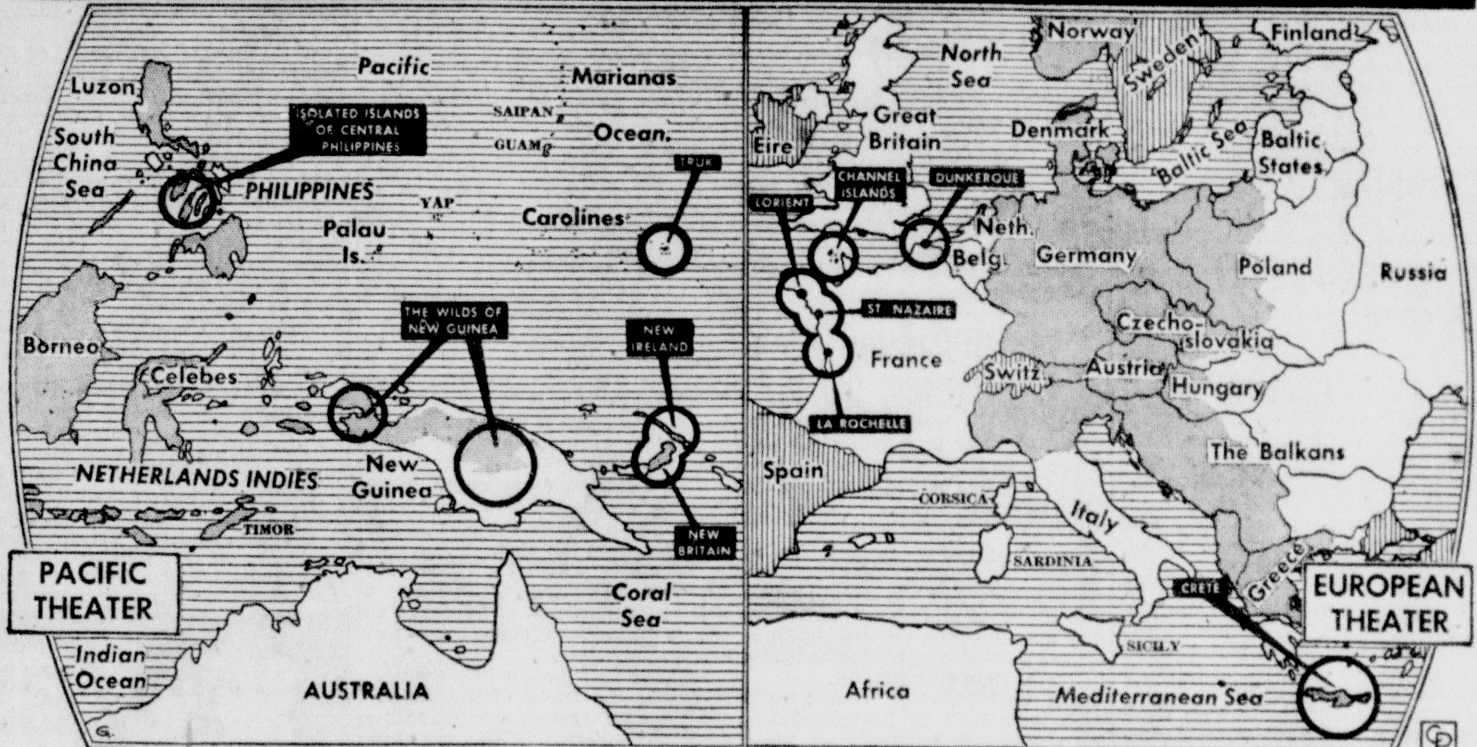 Luzon
Pacific
Marianas
ISOLATED ISLANDS
OF CENTRAL
PHILIPPINES
SAIPAN
GUAM
Ocean.
South
China
Sea
TRUK
PHILIPPINES
YAP
Carolines
Palau
Is.
THE WILDS OF
NEW GUINEA
NEW
IRELAND
Borneo
Celebes
NETHERLANDS INDIES
New
Guinea
TIMOR
NEW
BRITAIN
PACIFIC
THEATER
Coral
Sea
Indian
Ocean
AUSTRALIA
G.
Norway
Finland
North
Sea
Sweden
Great
Britain
Eire
Denmark
Baltic Sea
Baltic
States
CHANNEL
ISLANDS
DUNKERQUE
LORIENT
Neth.
Belg.
Germany
Poland
Russia
ST. NAZAIRE
Czecho-
slovakia
France
Switz.
Austria
Hungary
LA ROCHELLE
Spain
The Balkans
CORSICA
Italy
SARDINIA
CRETE
Greece
EUROPEAN
THEATER
SICILY
Africa
Mediterranean Sea
CD